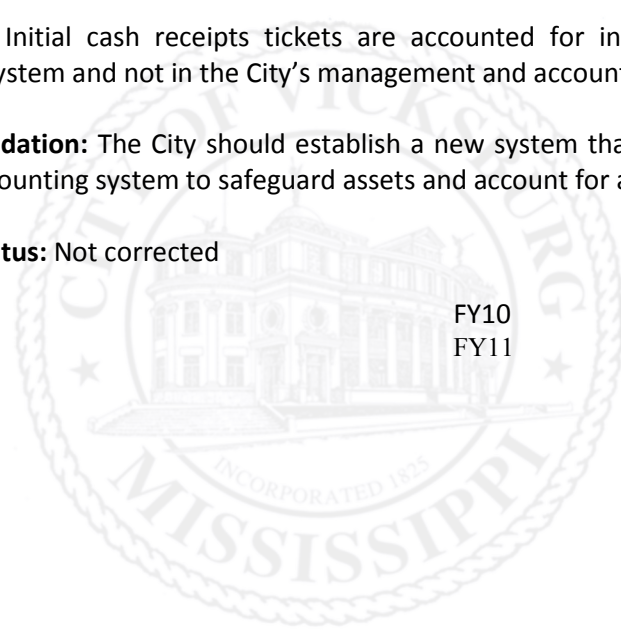 Initial cash receipts tickets are accounted for in
ystem and not in the City’s management and account
dation: The City should establish a new system tha
ounting system to safeguard assets and account for a
tus: Not corrected
FY10
FY11
CITY OF VICKSBURG
INCORPORATED 1825
MISSISSIPPI